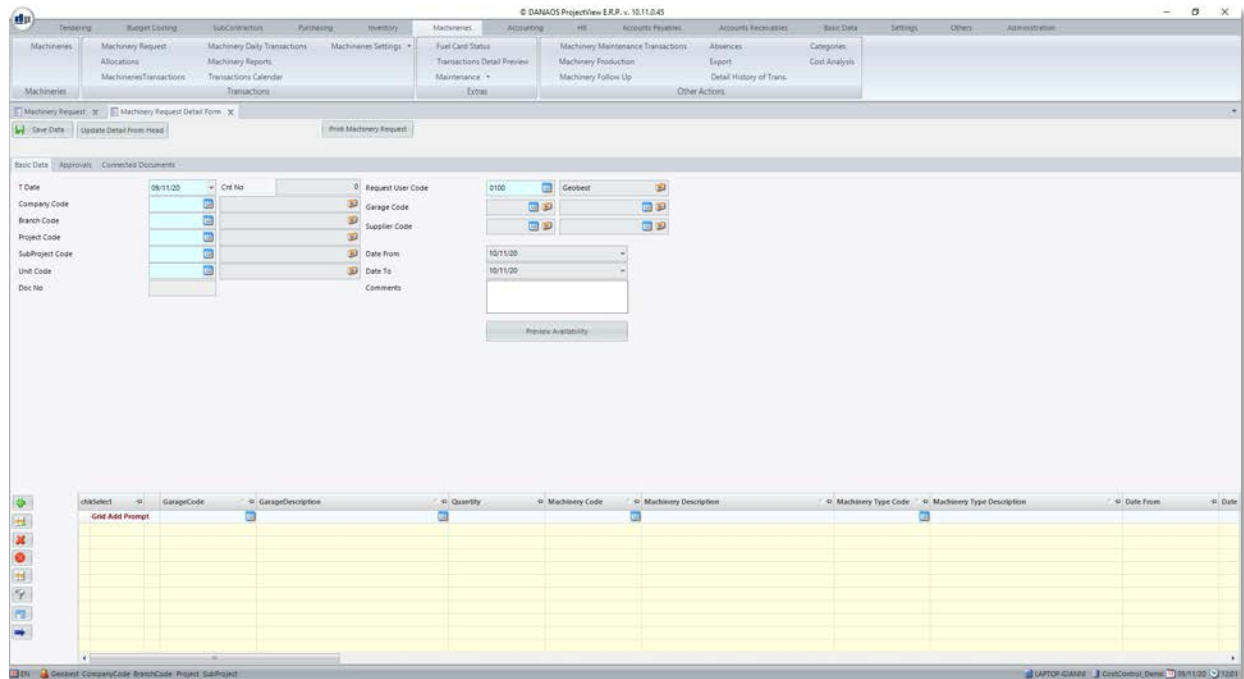 © DANAOS ProjectView E.R.P. v. 10.11.0.45
dp
Tendering Budget Costing SubContractors Purchasing Inventory Machineries Accounting HR Accounts Payables Accounts Receivables Basic Data Settings Others Administration
Machineries Machinery Request Machinery Daily Transactions Machineries Settings Fuel Card Status Machinery Maintenance Transactions Absences Categories
Allocations Machinery Reports Transactions Detail Preview Machinery Production Export Cost Analysis
MachineriesTransactions Transactions Calendar Maintenance Machinery Follow Up Detail History of Trans.
Machineries Transactions Extras Other Actions
Machinery Request Machinery Request Detail Form
Save Data Update Detail From Head Print Machinery Request
Basic Data Approvals Connected Documents
T Date 09/11/20 Cnt No 0 Request User Code 0100 Geobest
Company Code Garage Code
Branch Code Supplier Code
Project Code
SubProject Code Date From 10/11/20
Unit Code Date To 10/11/20
Doc No Comments
Preview Availability
chkSelect GarageCode GarageDescription Quantity Machinery Code Machinery Description Machinery Type Code Machinery Type Description Date From Date
Grid Add Prompt
EN Geobest CompanyCode BranchCode Project SubProject LAPTOP-GIANNI CostControl_Demo 09/11/20 12:01